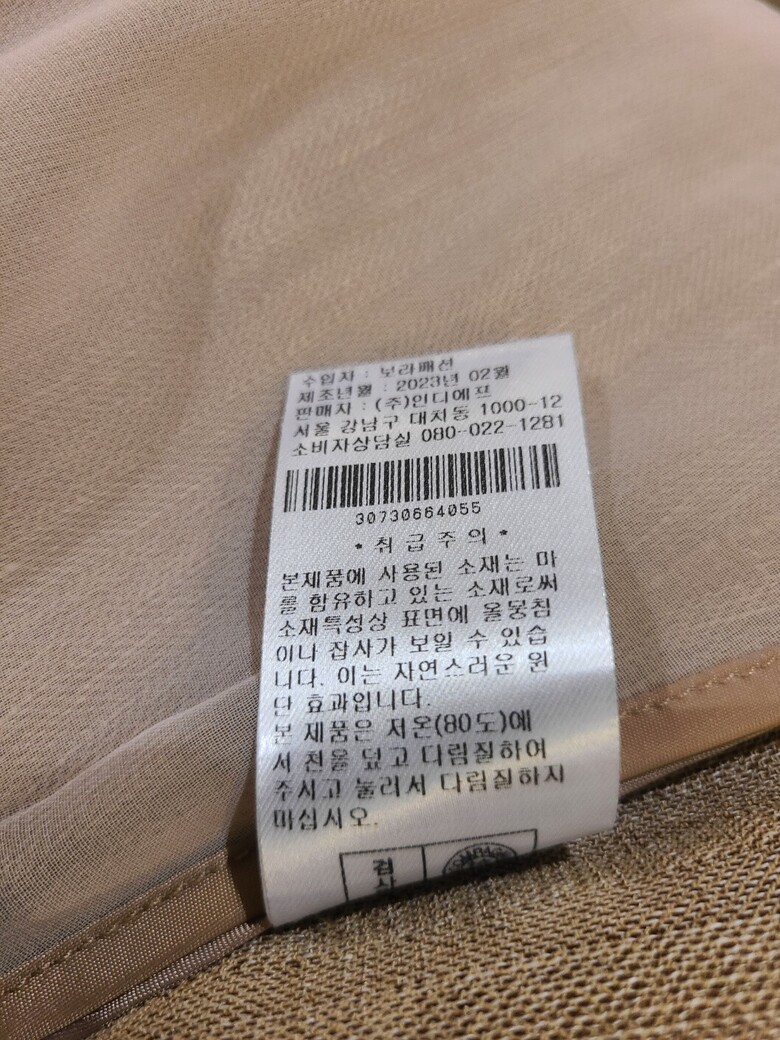 수입자 : 보라패션
제조년월 : 2023년 02월
판매자 : (주)인디에프
서울 강남구 대치동 1000-12
소비자상담실 080-022-1281
30730664055
* 취 급 주 의 *
본제품에 사용된 소재는 마
를 함유하고 있는 소재로써
소재특성상 표면에 올뭉침
이나 잡사가 보일 수 있습
니다. 이는 자연스러운 원
단 효과입니다.
본 제품은 저온(80도)에
서 천을 덮고 다림질하여
주시고 눌러서 다림질하지
마십시오.
검
사